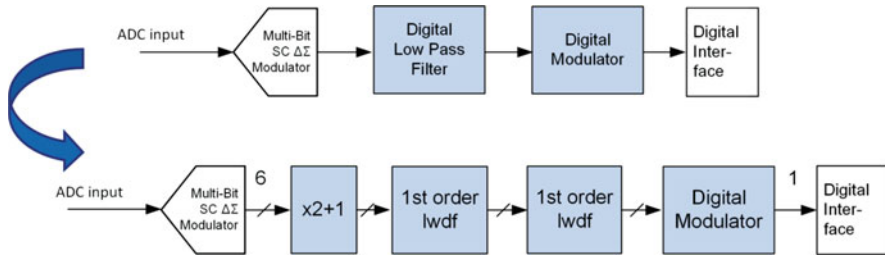 ADC input
Multi-Bit
SC ΔΣ
Modulator
Digital
Low Pass
Filter
Digital
Modulator
Digital
Inter-
face
ADC input
Multi-Bit
SC ΔΣ
Modulator
6
x2+1
1st order
lwdf
1st order
lwdf
Digital
Modulator
1
Digital
Inter-
face